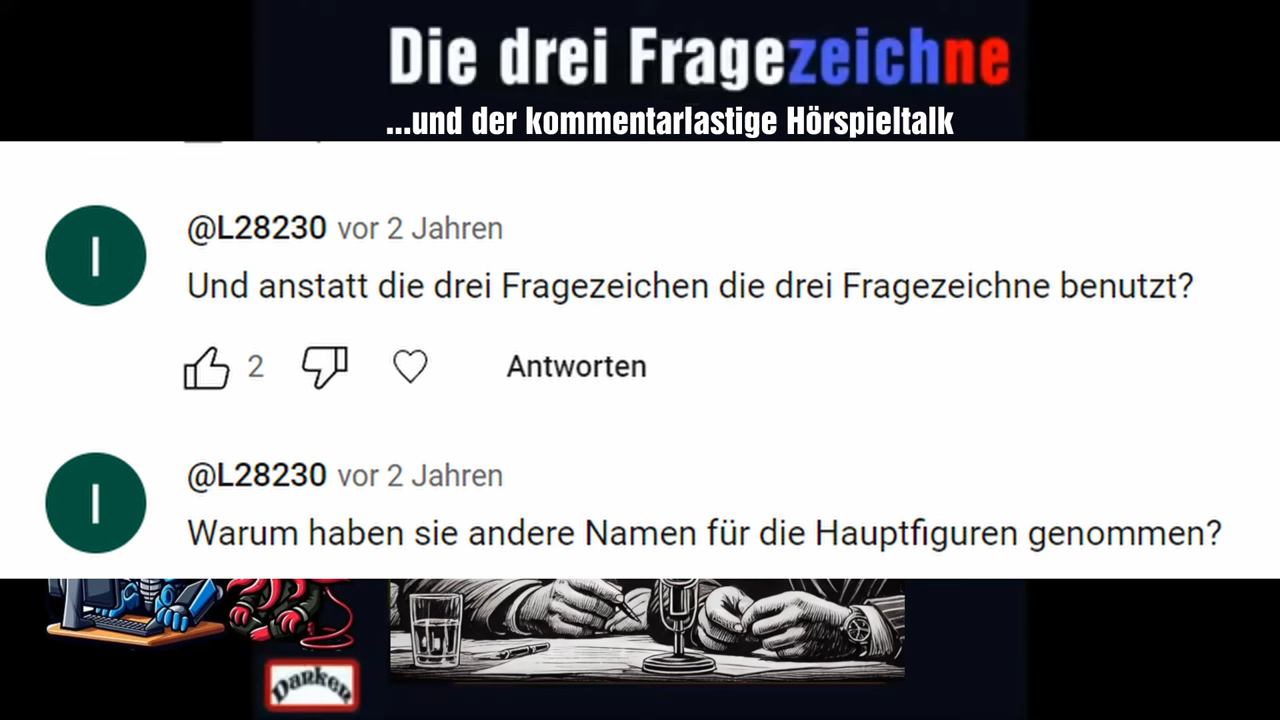 Die drei Fragezeichne
...und der kommentarlastige Hörspieltalk
@L28230 vor 2 Jahren
Und anstatt die drei Fragezeichen die drei Fragezeichne benutzt?
2 Antworten
@L28230 vor 2 Jahren
Warum haben sie andere Namen für die Hauptfiguren genommen?
Danken